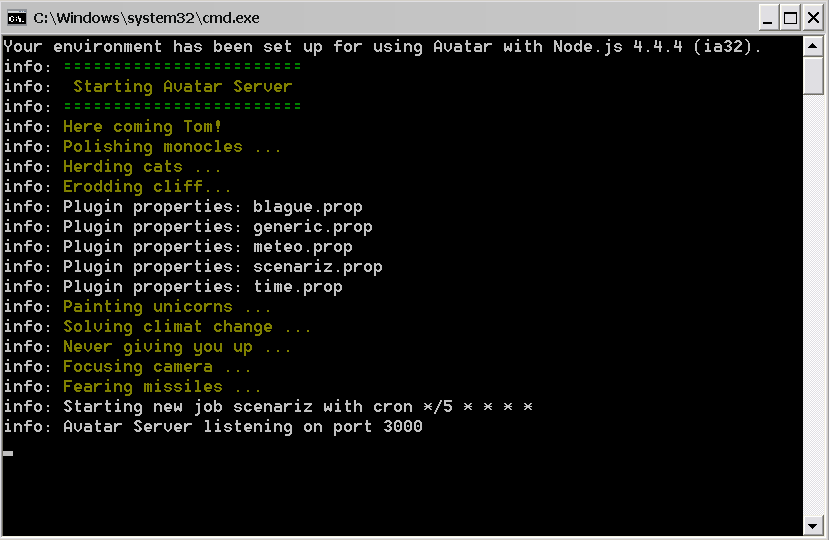 C:\Windows\system32\cmd.exe
Your environment has been set up for using Avatar with Node.js 4.4.4 (ia32).
info: ========================
info:  Starting Avatar Server
info: ========================
info: Here coming Tom!
info: Polishing monocles ...
info: Herding cats ...
info: Erodding cliff...
info: Plugin properties: blague.prop
info: Plugin properties: generic.prop
info: Plugin properties: meteo.prop
info: Plugin properties: scenariz.prop
info: Plugin properties: time.prop
info: Painting unicorns ...
info: Solving climat change ...
info: Never giving you up ...
info: Focusing camera ...
info: Fearing missiles ...
info: Starting new job scenariz with cron */5 * * * *
info: Avatar Server listening on port 3000